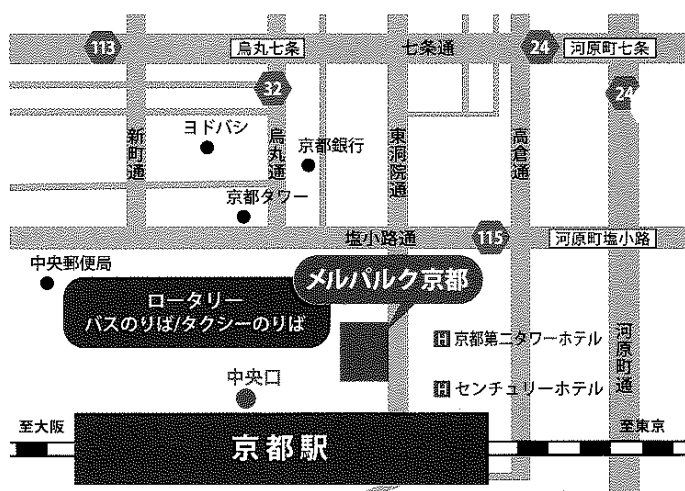 113
烏丸七条
七条通
24
河原町七条
32
24
ヨドバシ
新町通
烏丸通
京都銀行
東洞院通
高倉通
京都タワー
塩小路通
115
河原町塩小路
中央郵便局
メルパルク京都
ロータリー
バスのりば/タクシーのりば
H 京都第二タワーホテル
河原町通
中央口
H センチュリーホテル
至大阪
京都駅
至東京